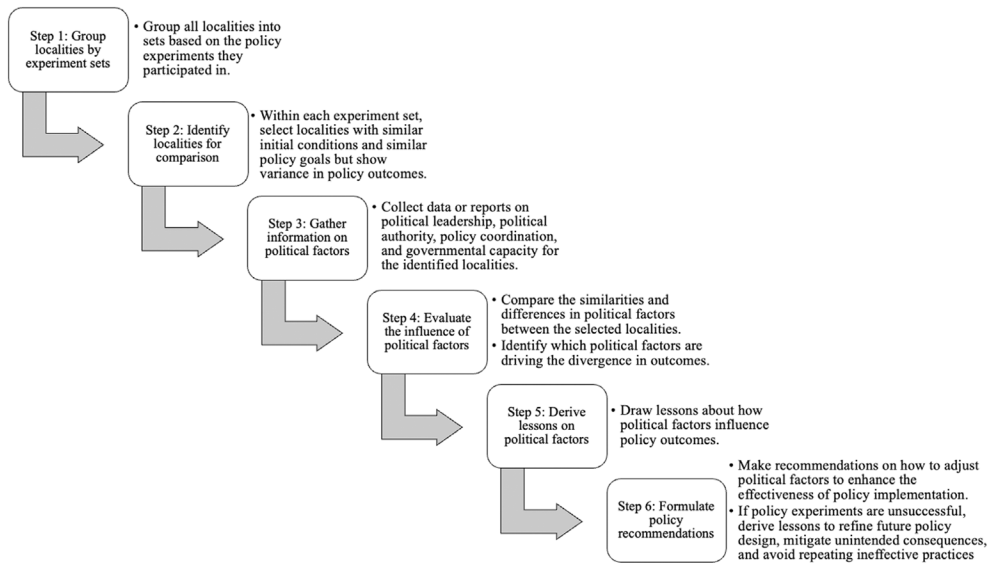 Step 1: Group
localities by
experiment sets
• Group all localities into
sets based on the policy
experiments they
participated in.
Step 2: Identify
localities for
comparison
• Within each experiment set,
select localities with similar
initial conditions and similar
policy goals but show
variance in policy outcomes.
Step 3: Gather
information on
political factors
• Collect data or reports on
political leadership, political
authority, policy coordination,
and governmental capacity for
the identified localities.
Step 4: Evaluate
the influence of
political factors
• Compare the similarities and
differences in political factors
between the selected localities.
• Identify which political factors are
driving the divergence in outcomes.
Step 5: Derive
lessons on
political factors
• Draw lessons about how
political factors influence
policy outcomes.
Step 6: Formulate
policy
recommendations
• Make recommendations on how to adjust
political factors to enhance the
effectiveness of policy implementation.
• If policy experiments are unsuccessful,
derive lessons to refine future policy
design, mitigate unintended consequences,
and avoid repeating ineffective practices